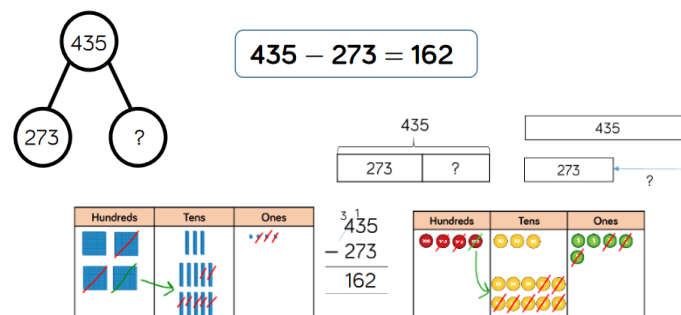 435
435 – 273 = 162
273
?
435
273
?
435
273
?
Hundreds
Tens
Ones
3 1
435
– 273
162
Hundreds
Tens
Ones